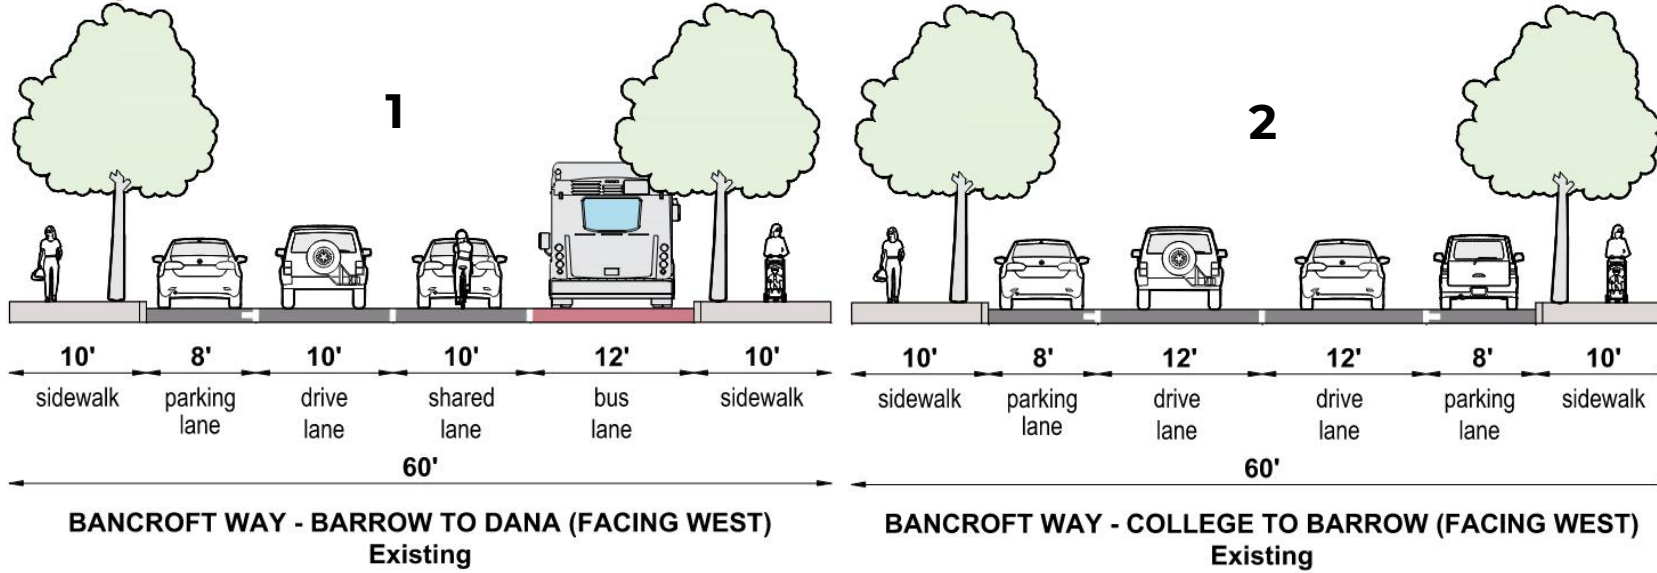 1
10' 8' 10' 10' 12' 10'
sidewalk parking drive shared bus sidewalk
lane lane lane lane
60'
BANCROFT WAY - BARROW TO DANA (FACING WEST)
Existing
2
10' 8' 12' 12' 8' 10'
sidewalk parking drive drive parking sidewalk
lane lane lane lane
60'
BANCROFT WAY - COLLEGE TO BARROW (FACING WEST)
Existing